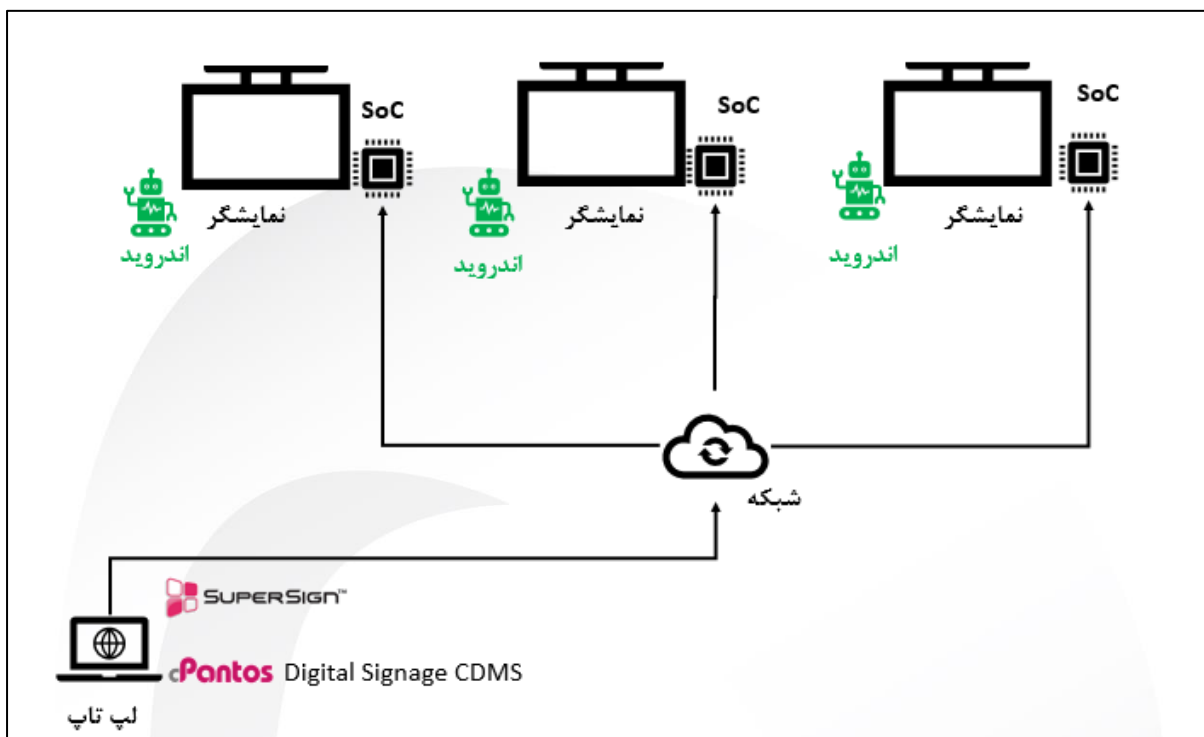 SoC
SoC
SoC
نمایشگر
نمایشگر
نمایشگر
اندروید
اندروید
اندروید
شبکه
SUPERSIGN™
cPantos Digital Signage CDMS
لپ تاپ